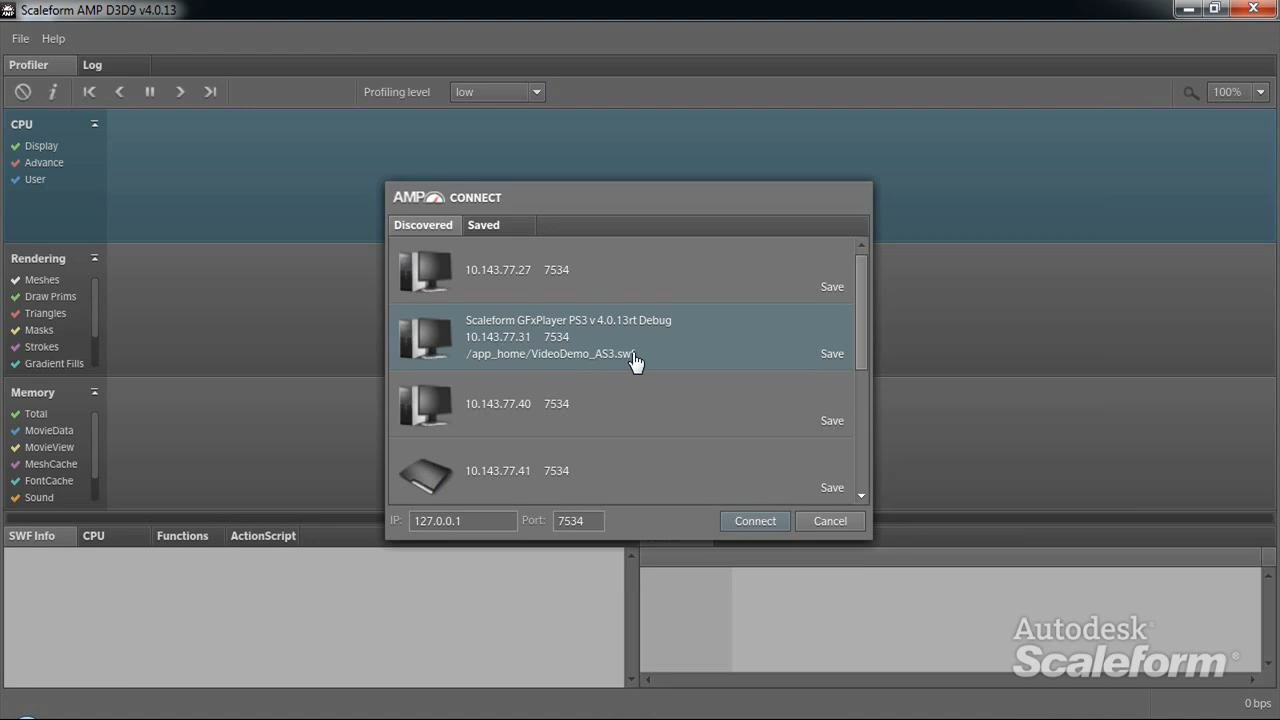 AMP
Scaleform AMP D3D9 v4.0.13
File Help
Profiler Log
Profiling level low 100%
CPU
Display
Advance
User
Rendering
Meshes
Draw Prims
Triangles
Masks
Strokes
Gradient Fills
Memory
Total
MovieData
MovieView
MeshCache
FontCache
Sound
AMP CONNECT
Discovered Saved
10.143.77.27 7534
Save
Scaleform GFxPlayer PS3 v 4.0.13rt Debug
10.143.77.31 7534
/app_home/VideoDemo_AS3.swf
Save
10.143.77.40 7534
Save
10.143.77.41 7534
Save
IP: 127.0.0.1 Port: 7534 Connect Cancel
SWF Info CPU Functions ActionScript
Autodesk
Scaleform®
0 bps